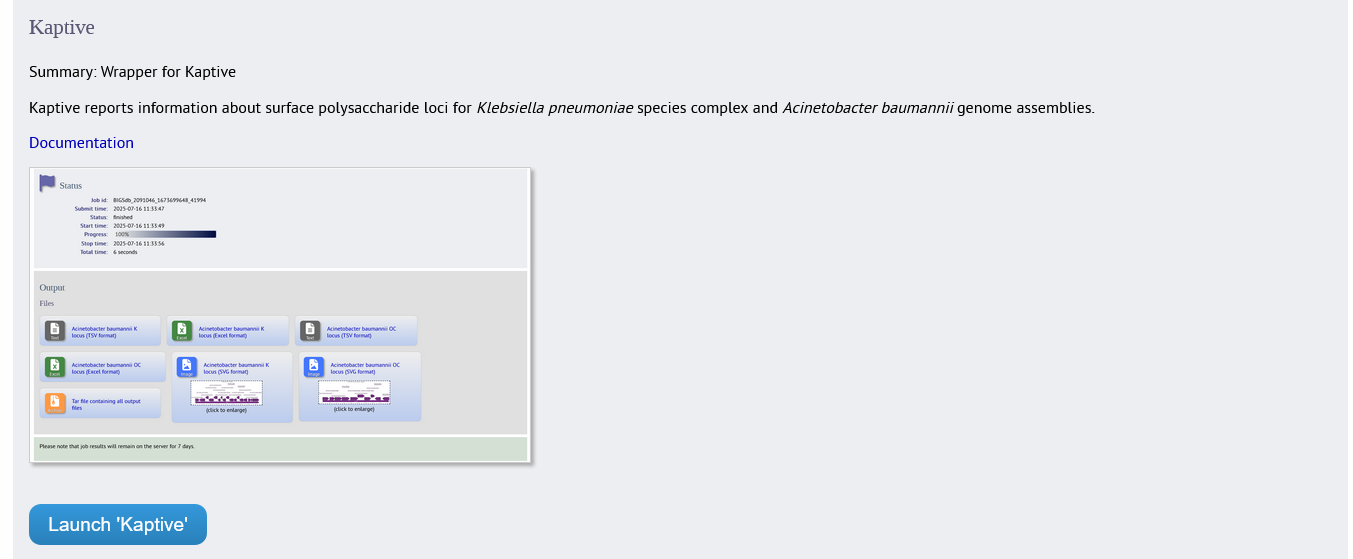 Kaptive
Summary: Wrapper for Kaptive
Kaptive reports information about surface polysaccharide loci for Klebsiella pneumoniae species complex and Acinetobacter baumannii genome assemblies.
Documentation
Status
Job id: BIGSdb_2091046_1673699648_41994
Submit time: 2025-07-16 11:33:47
Status: finished
Start time: 2025-07-16 11:33:49
Progress: 100%
Stop time: 2025-07-16 11:33:56
Total time: 6 seconds
Output
Files
Text
Acinetobacter baumannii K
locus (TSV format)
Excel
Acinetobacter baumannii K
locus (Excel format)
Text
Acinetobacter baumannii OC
locus (TSV format)
Excel
Acinetobacter baumannii OC
locus (Excel format)
Image
Acinetobacter baumannii K
locus (SVG format)
(click to enlarge)
Image
Acinetobacter baumannii OC
locus (SVG format)
(click to enlarge)
Tar file containing all output
files
Please note that job results will remain on the server for 7 days.
Launch 'Kaptive'